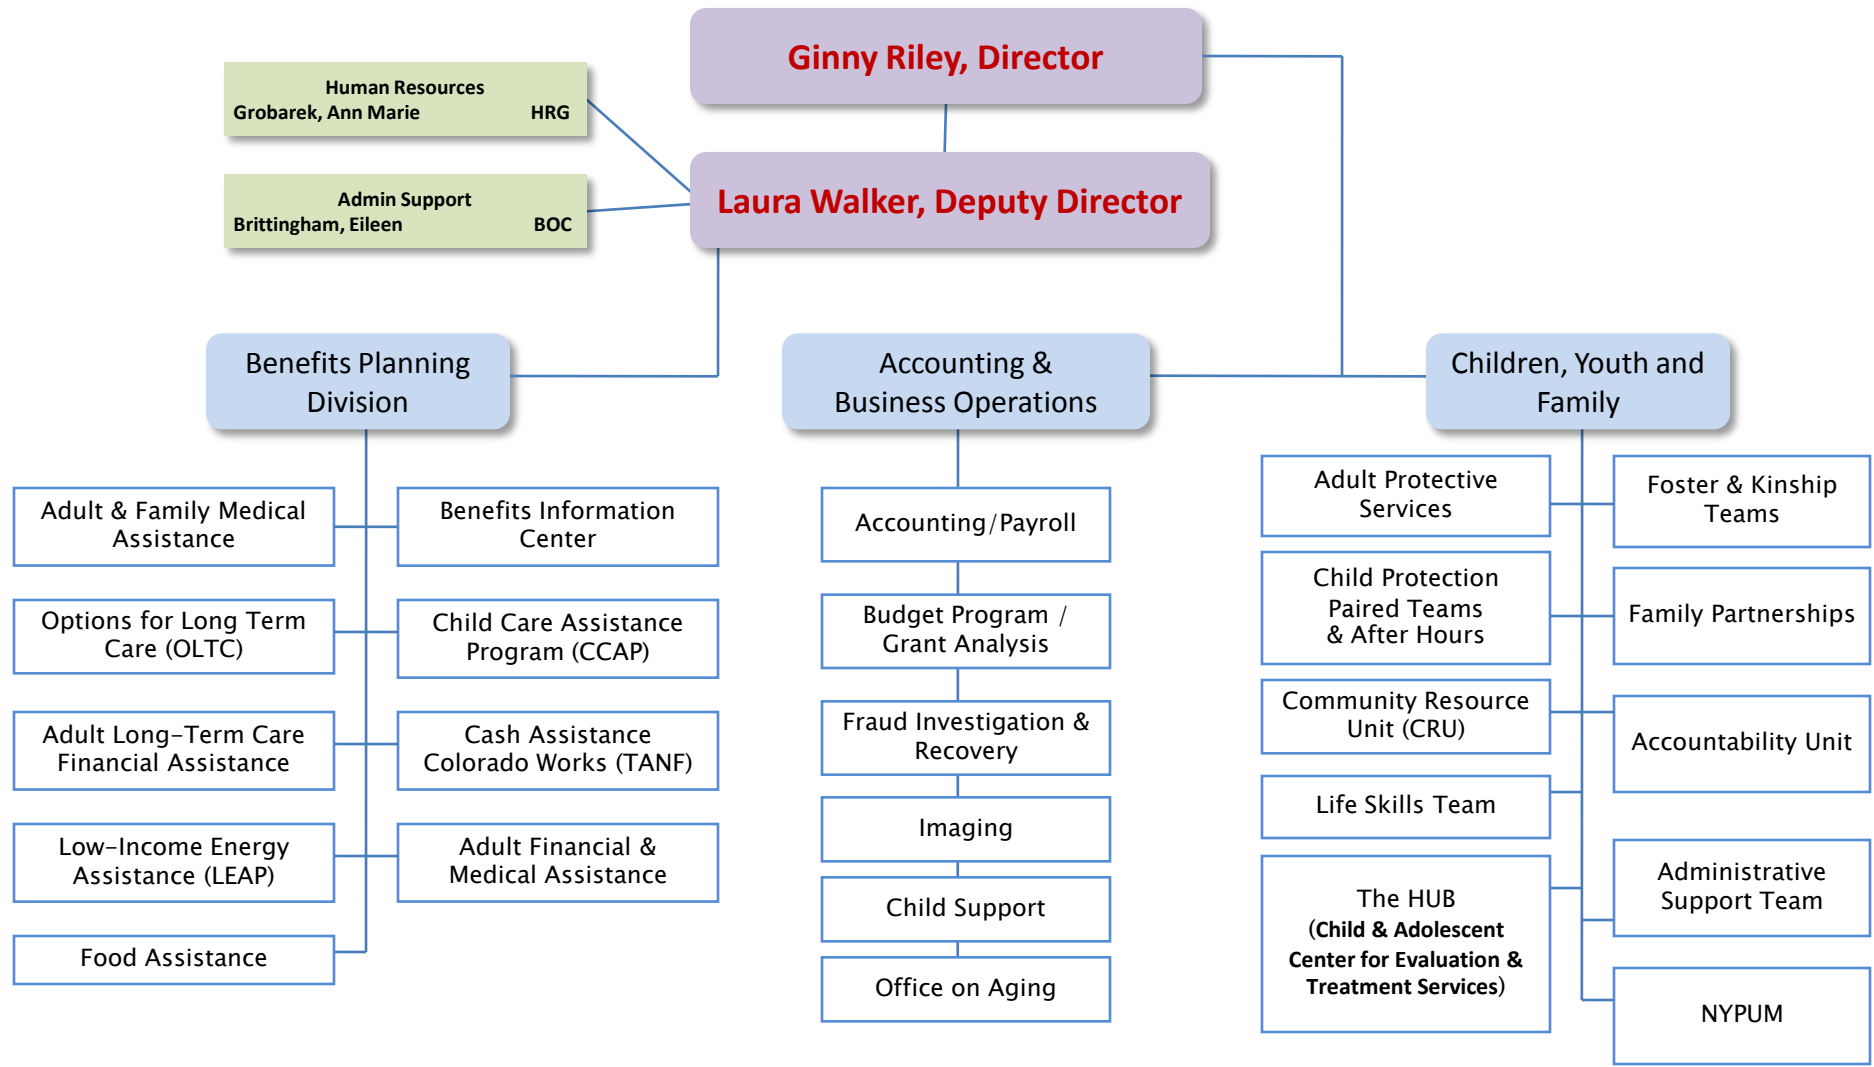 Ginny Riley, Director
Human Resources
Grobarek, Ann Marie HRG
Laura Walker, Deputy Director
Admin Support
Brittingham, Eileen BOC
Benefits Planning
Division
Accounting &
Business Operations
Children, Youth and
Family
Adult & Family Medical
Assistance
Benefits Information
Center
Options for Long Term
Care (OLTC)
Child Care Assistance
Program (CCAP)
Adult Long-Term Care
Financial Assistance
Cash Assistance
Colorado Works (TANF)
Low-Income Energy
Assistance (LEAP)
Adult Financial &
Medical Assistance
Food Assistance
Accounting/Payroll
Budget Program /
Grant Analysis
Fraud Investigation &
Recovery
Imaging
Child Support
Office on Aging
Adult Protective
Services
Foster & Kinship
Teams
Child Protection
Paired Teams
& After Hours
Family Partnerships
Community Resource
Unit (CRU)
Accountability Unit
Life Skills Team
The HUB
(Child & Adolescent
Center for Evaluation &
Treatment Services)
Administrative
Support Team
NYPUM